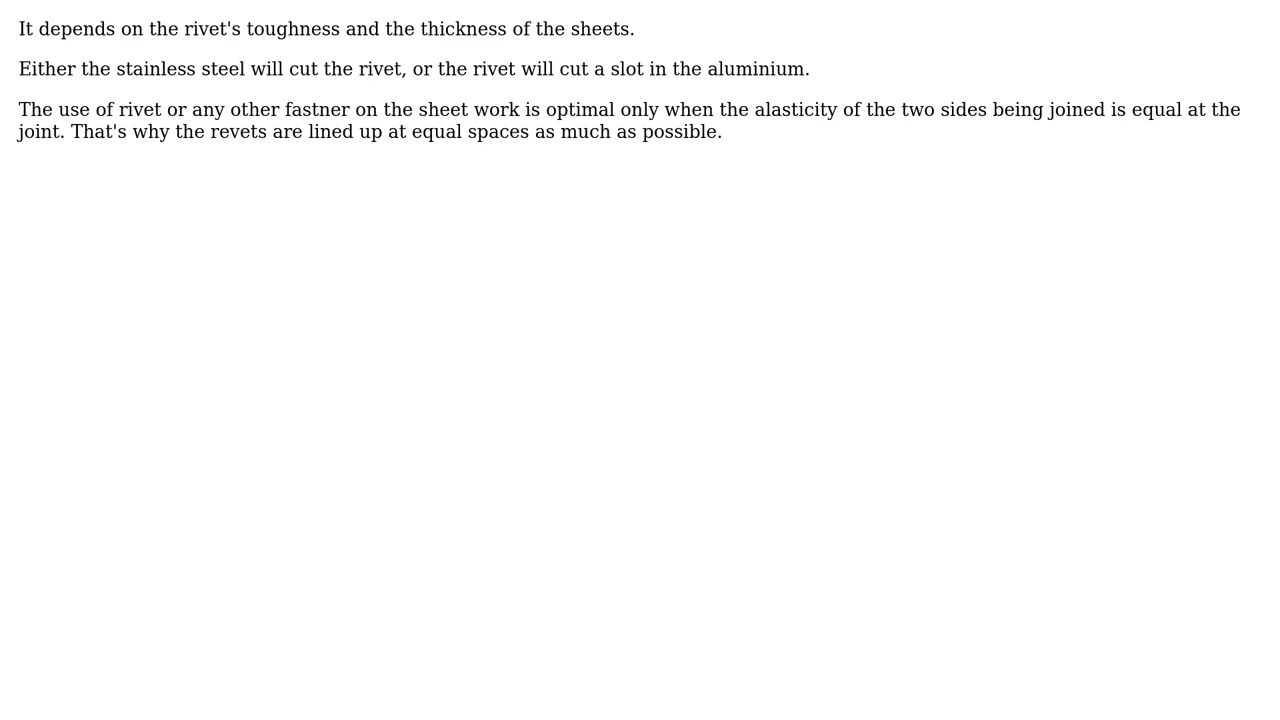 It depends on the rivet's toughness and the thickness of the sheets.
Either the stainless steel will cut the rivet, or the rivet will cut a slot in the aluminium.
The use of rivet or any other fastner on the sheet work is optimal only when the alasticity of the two sides being joined is equal at the
joint. That's why the revets are lined up at equal spaces as much as possible.